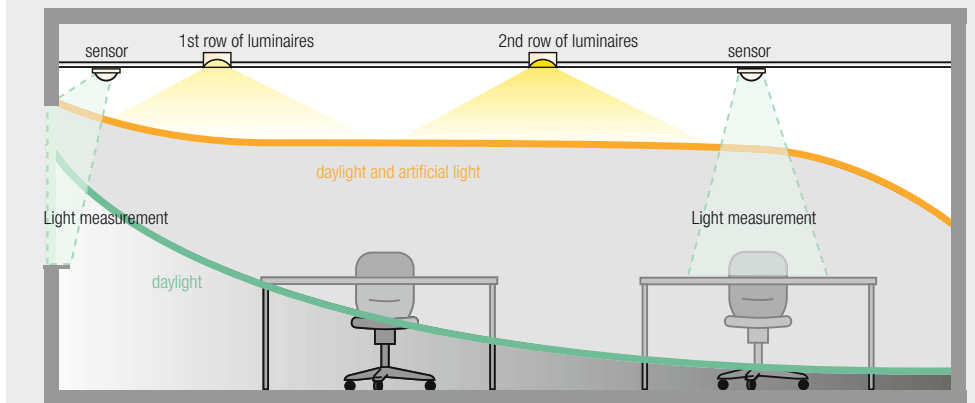 sensor
1st row of luminaires
2nd row of luminaires
sensor
daylight and artificial light
Light measurement
Light measurement
daylight